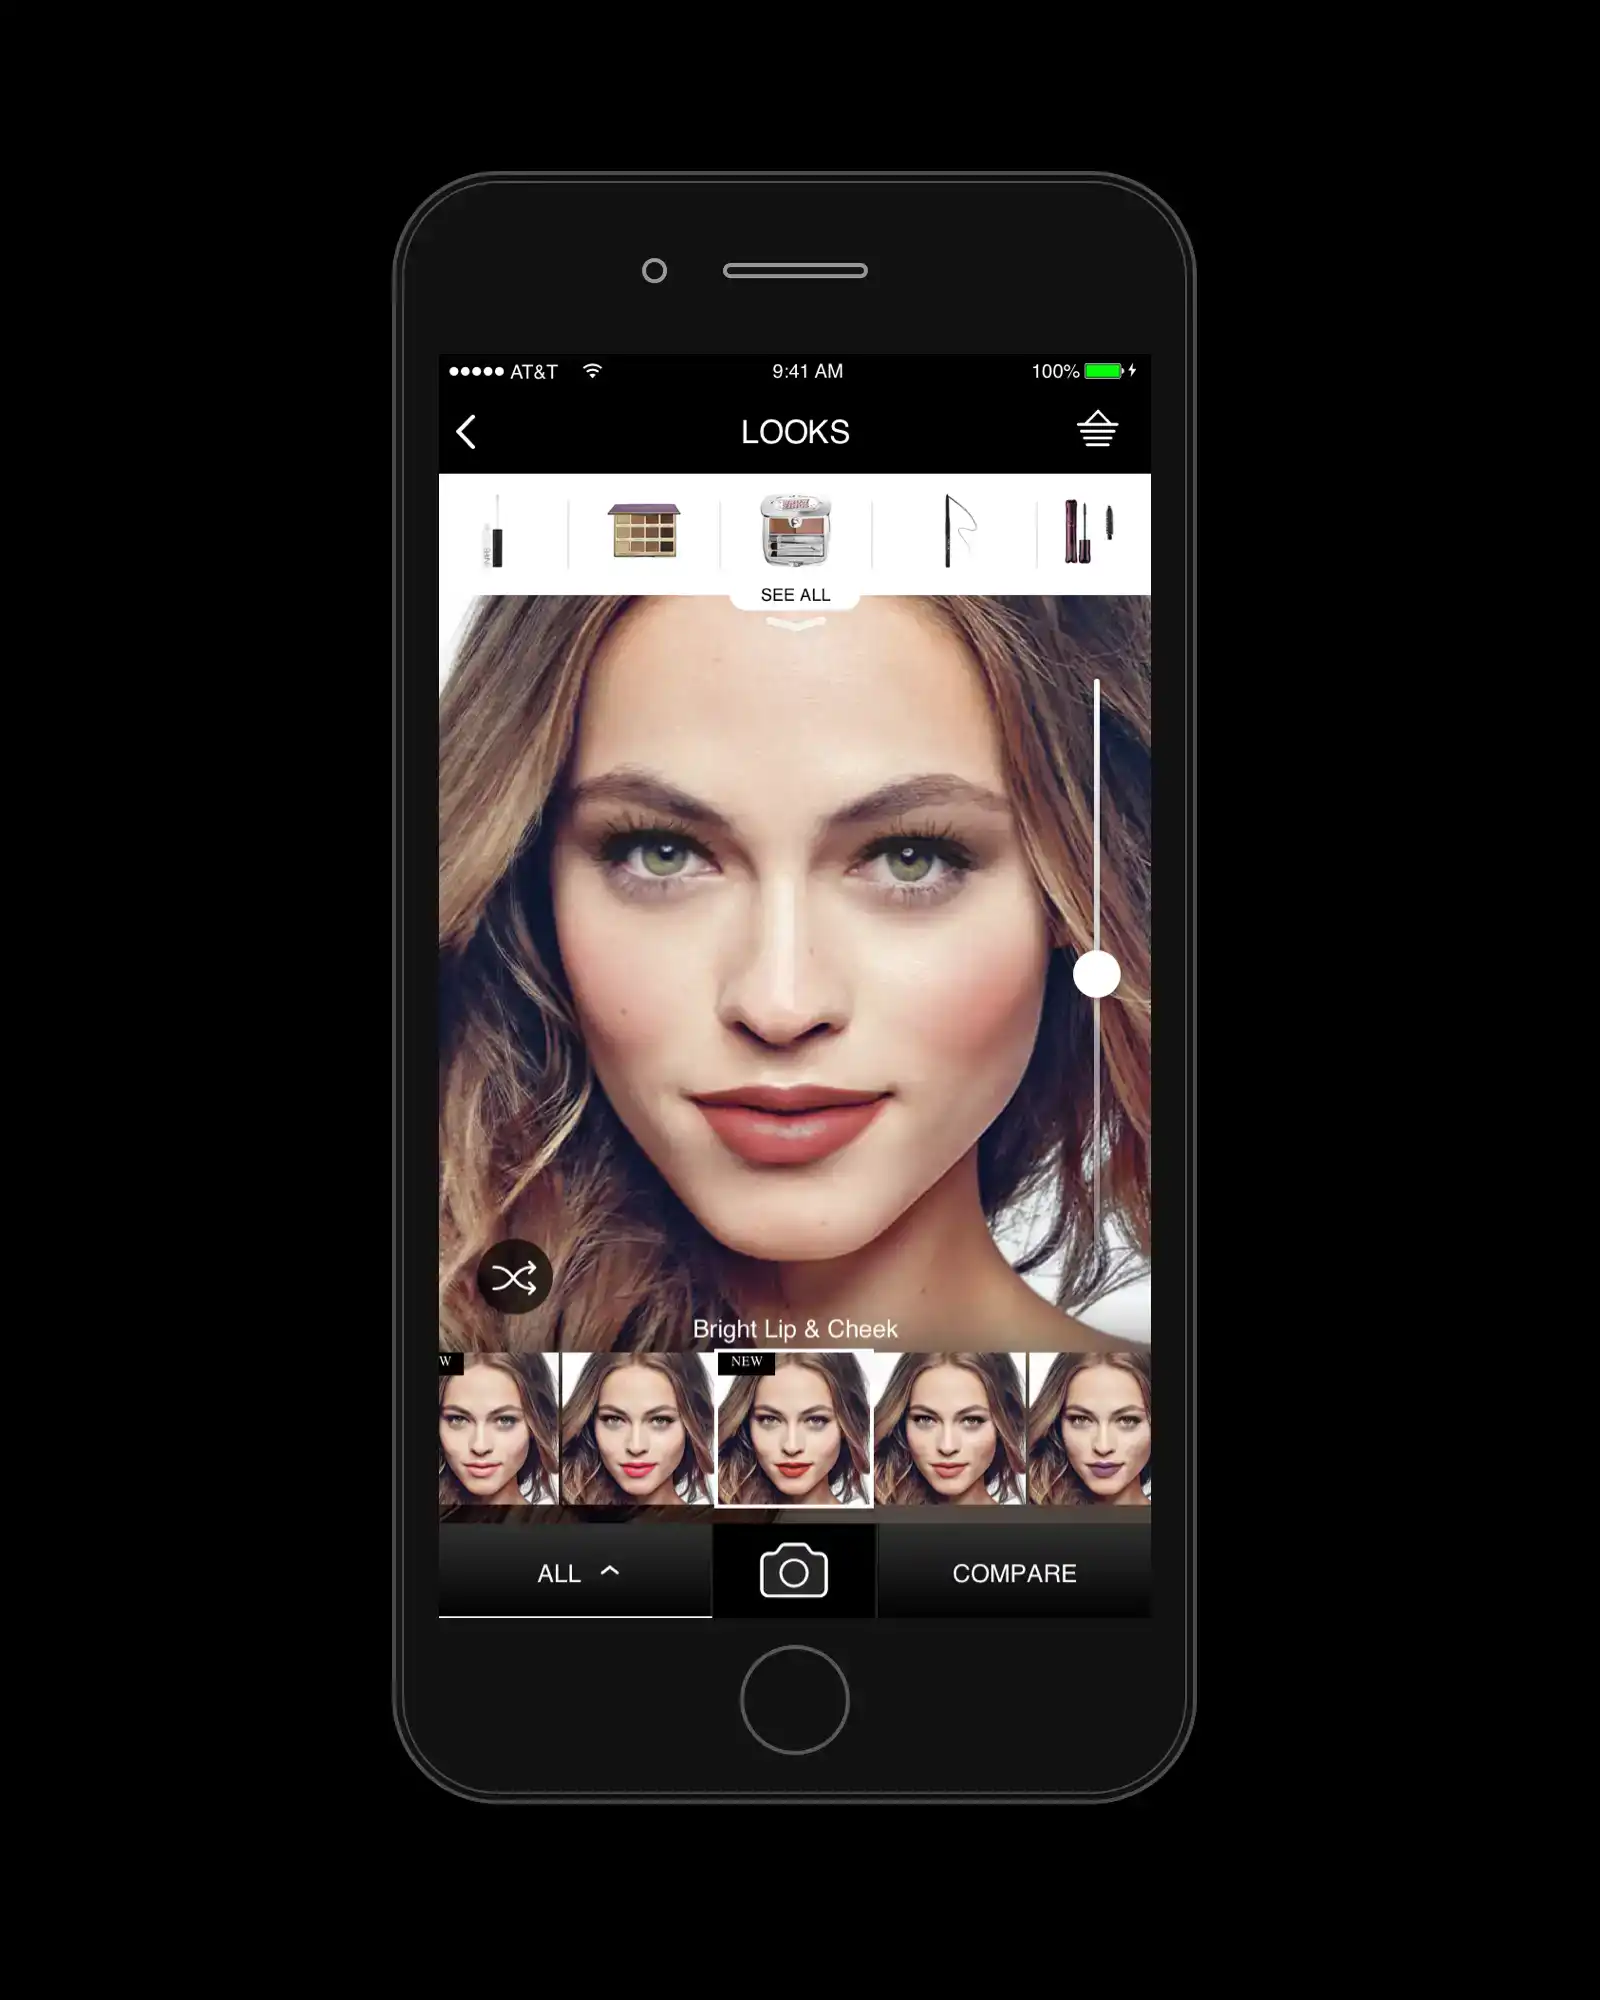 AT&T 9:41 AM 100%
LOOKS
SEE ALL
Bright Lip & Cheek
W NEW
ALL COMPARE